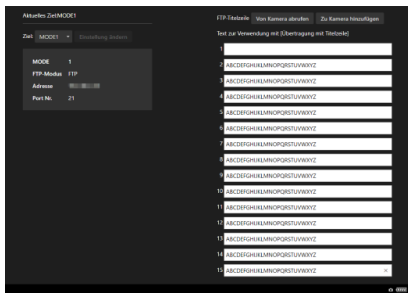 Aktuelles Ziel:MODE1
Ziel: MODE1 Einstellung ändern
MODE 1
FTP-Modus FTP
Adresse
Port Nr. 21
FTP-Titelzeile Von Kamera abrufen Zu Kamera hinzufügen
Text zur Verwendung mit [Übertragung mit Titelzeile]
1
2 ABCDEFGHIJKLMNOPQRSTUVWXYZ
3 ABCDEFGHIJKLMNOPQRSTUVWXYZ
4 ABCDEFGHIJKLMNOPQRSTUVWXYZ
5 ABCDEFGHIJKLMNOPQRSTUVWXYZ
6 ABCDEFGHIJKLMNOPQRSTUVWXYZ
7 ABCDEFGHIJKLMNOPQRSTUVWXYZ
8 ABCDEFGHIJKLMNOPQRSTUVWXYZ
9 ABCDEFGHIJKLMNOPQRSTUVWXYZ
10 ABCDEFGHIJKLMNOPQRSTUVWXYZ
11 ABCDEFGHIJKLMNOPQRSTUVWXYZ
12 ABCDEFGHIJKLMNOPQRSTUVWXYZ
13 ABCDEFGHIJKLMNOPQRSTUVWXYZ
14 ABCDEFGHIJKLMNOPQRSTUVWXYZ
15 ABCDEFGHIJKLMNOPQRSTUVWXYZ ×